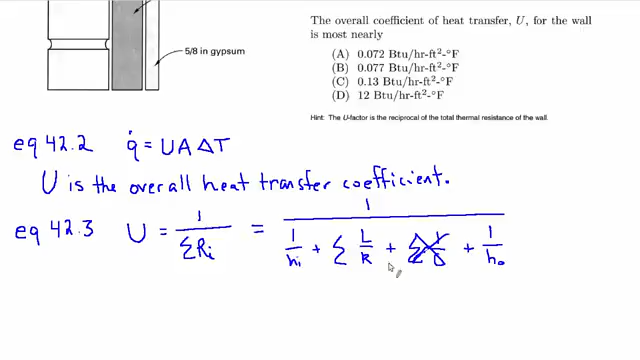 The overall coefficient of heat transfer, U, for the wall
is most nearly
(A) 0.072 Btu/hr-ft²-°F
(B) 0.077 Btu/hr-ft²-°F
(C) 0.13 Btu/hr-ft²-°F
(D) 12 Btu/hr-ft²-°F
Hint: The U-factor is the reciprocal of the total thermal resistance of the wall.
5/8 in gypsum
eq 42.2 q̇ = UAΔT
U is the overall heat transfer coefficient.
eq 42.3 U = 1/ΣRi = 1/(1/hi + Σ L/k + Σ 1/C + 1/ho)